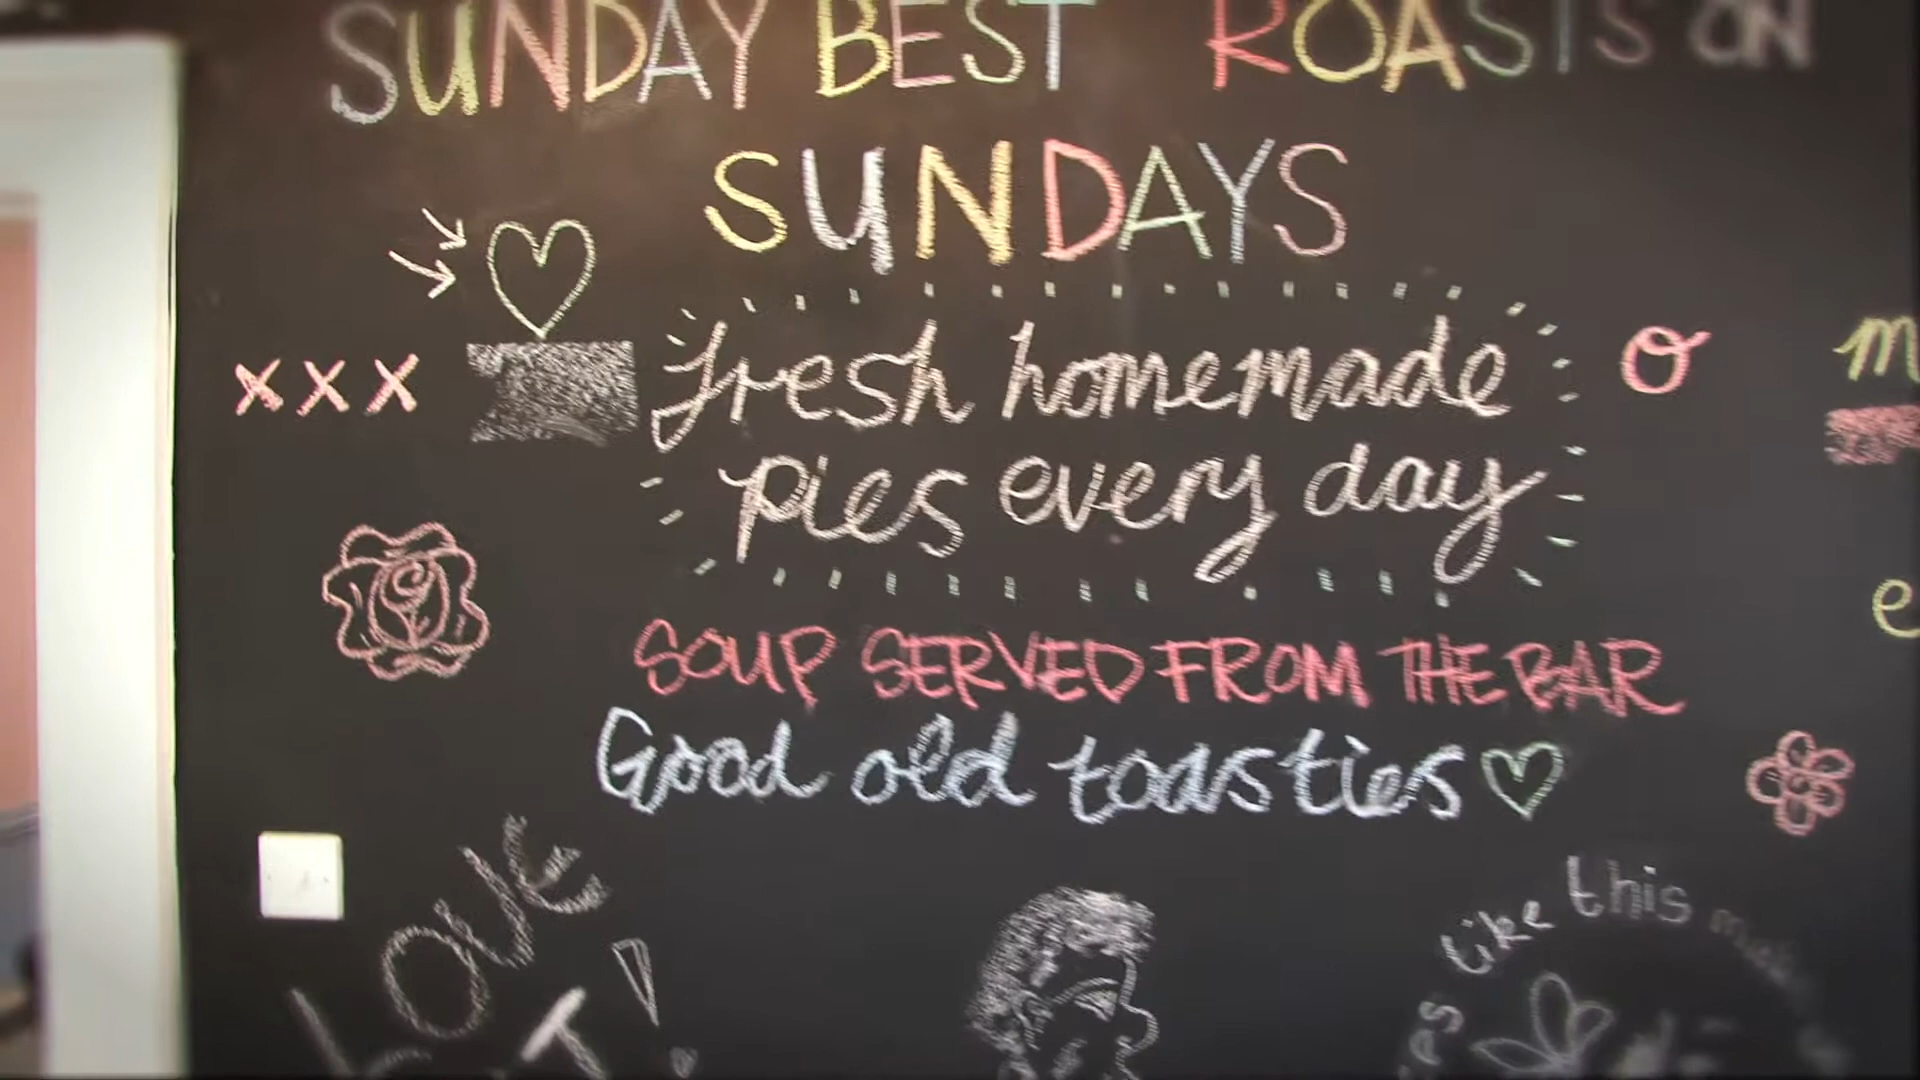 SUNDAY BEST ROASTS ON
SUNDAYS
xxx
fresh homemade
pies every day
SOUP SERVED FROM THE BAR
Good old toasties
LOVE
like this